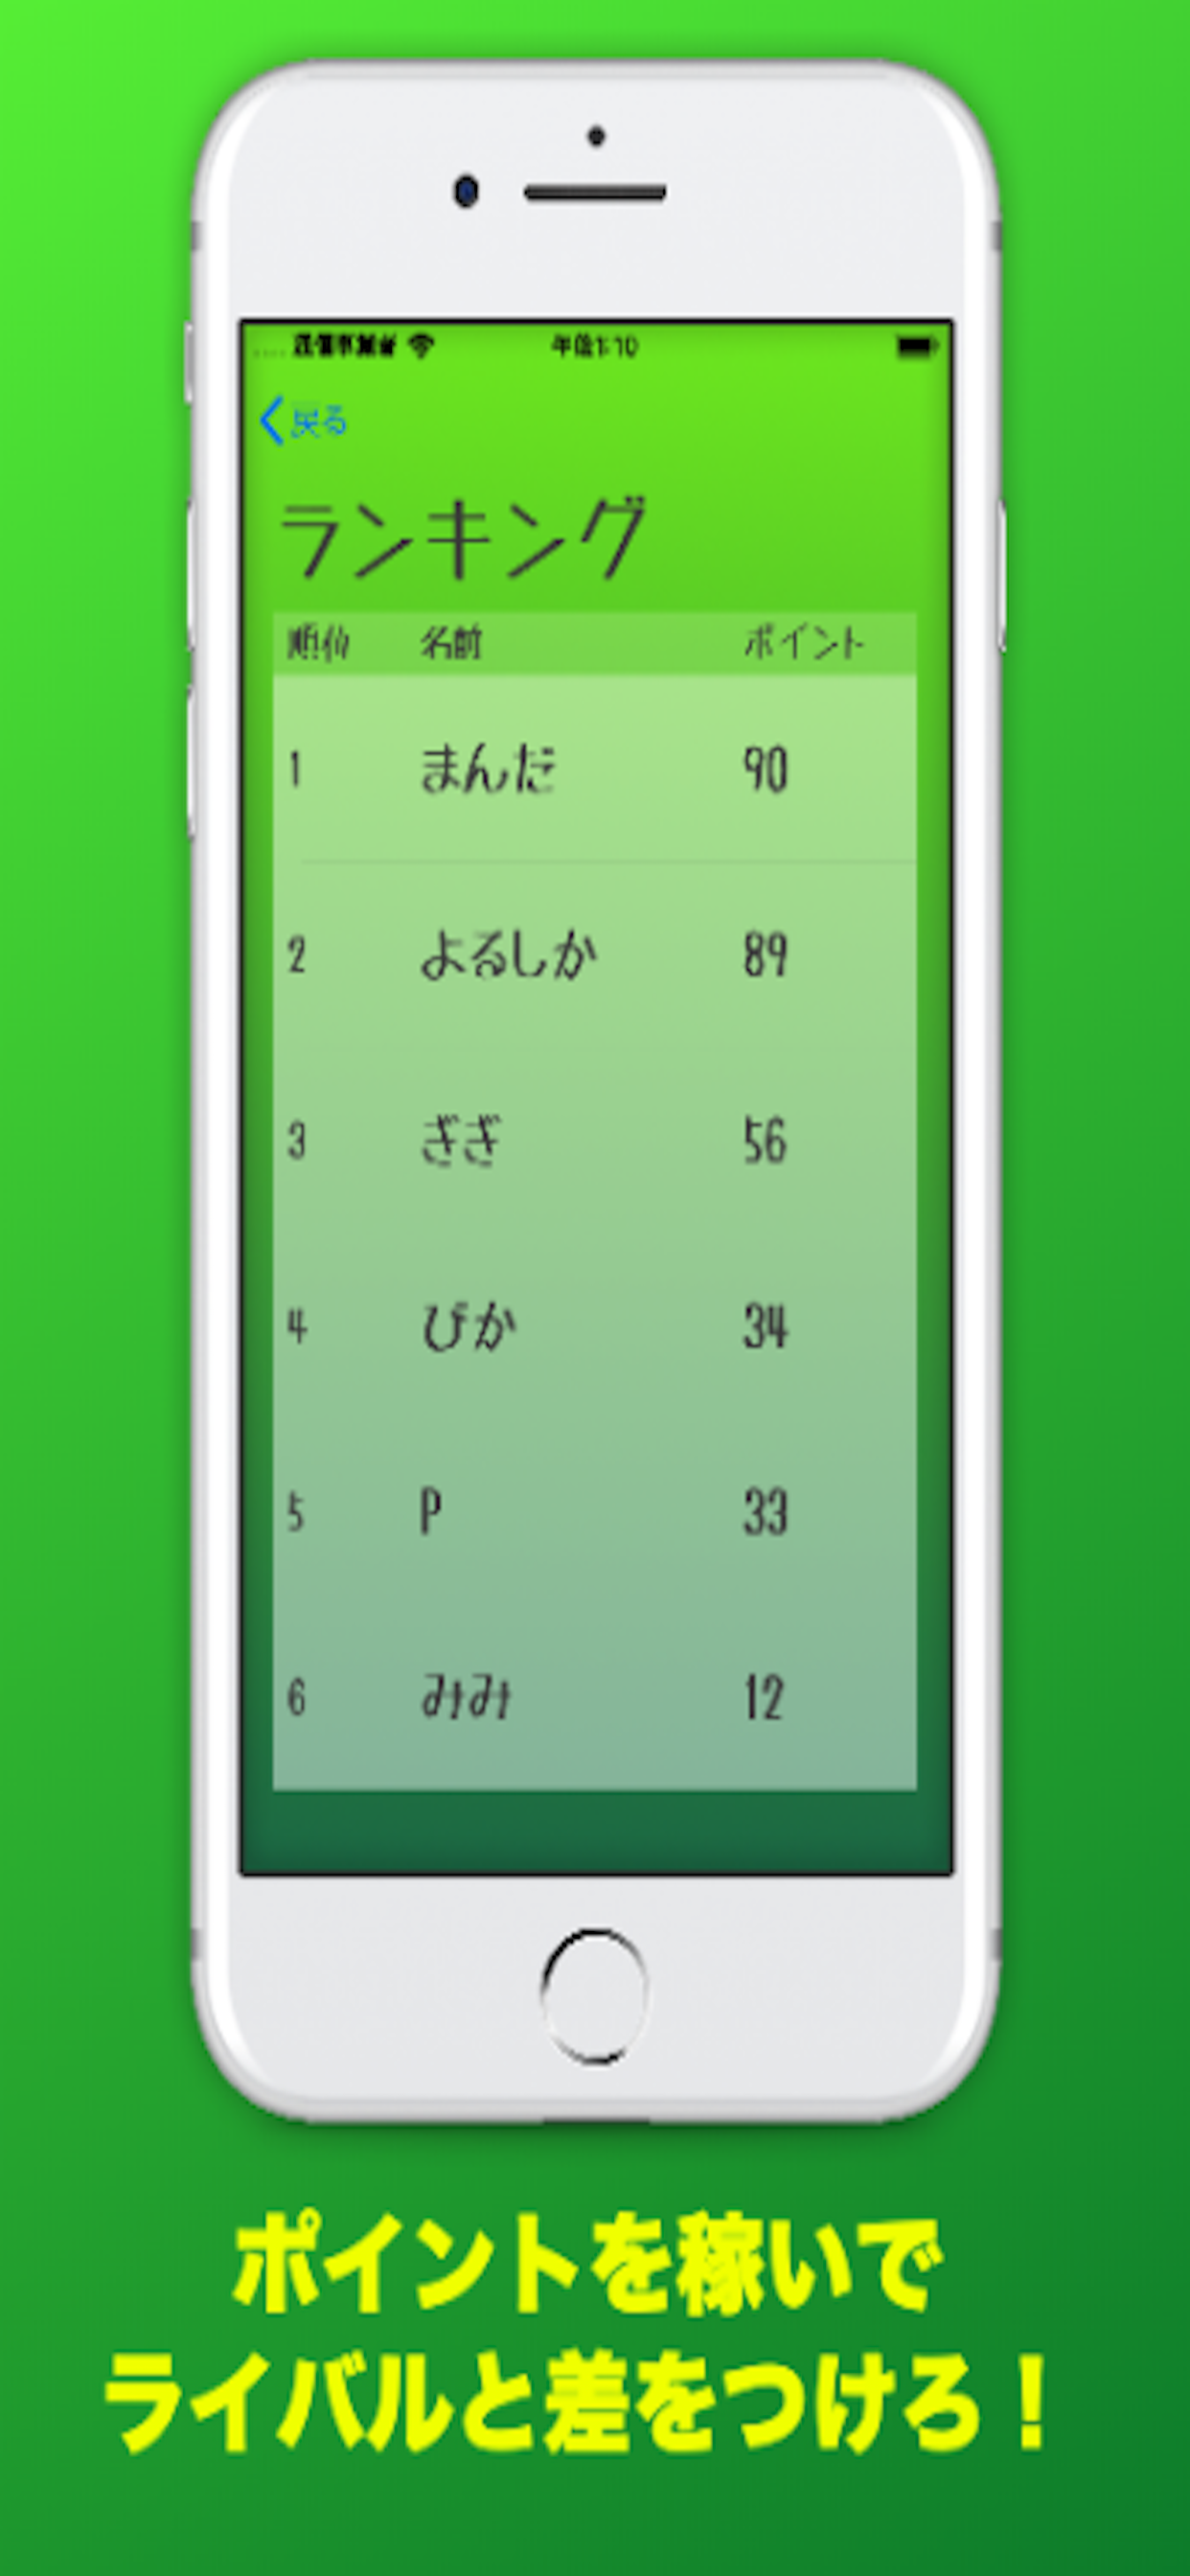 通信事業者 午後1:10
戻る
ランキング
順位 名前 ポイント
1 まんだ 90
2 よるしか 89
3 ぎぎ 56
4 ぴか 34
5 P 33
6 みみ 12
ポイントを稼いで
ライバルと差をつけろ！